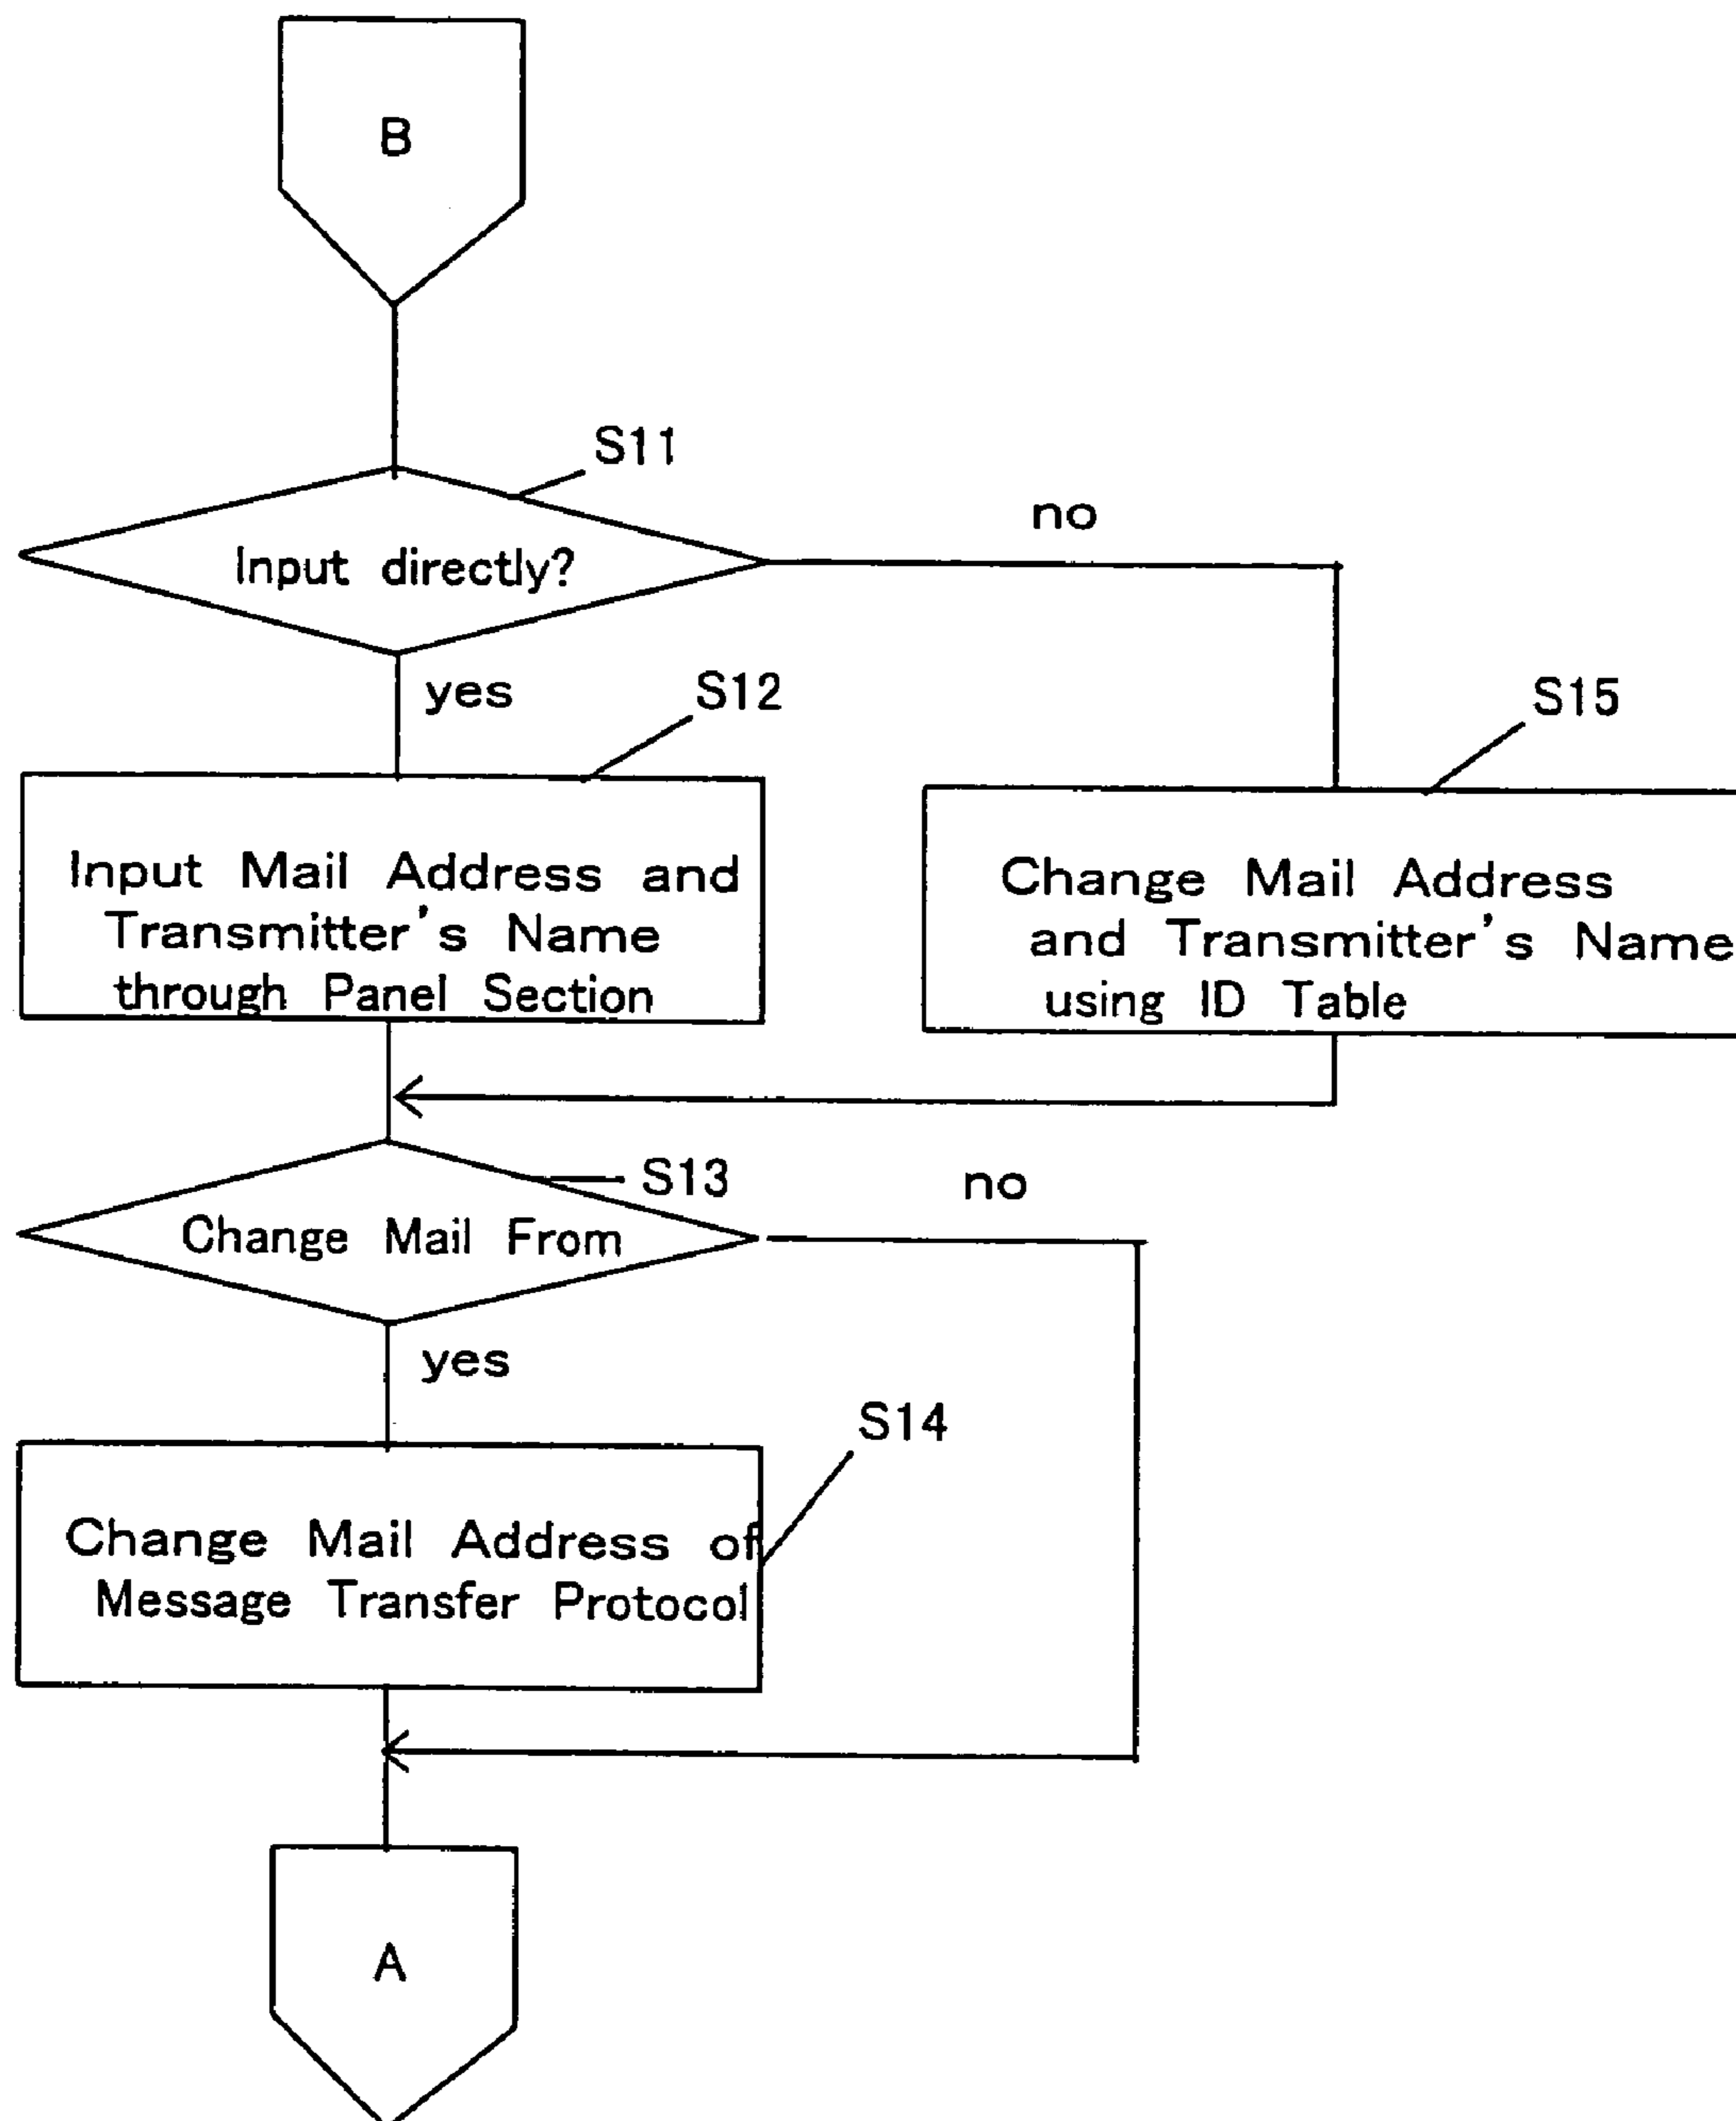 B
S11
Input directly?
no
yes
S12
S15
Input Mail Address and
Transmitter's Name
through Panel Section
Change Mail Address
and Transmitter's Name
using ID Table
S13
no
Change Mail From
yes
S14
Change Mail Address of
Message Transfer Protocol
A